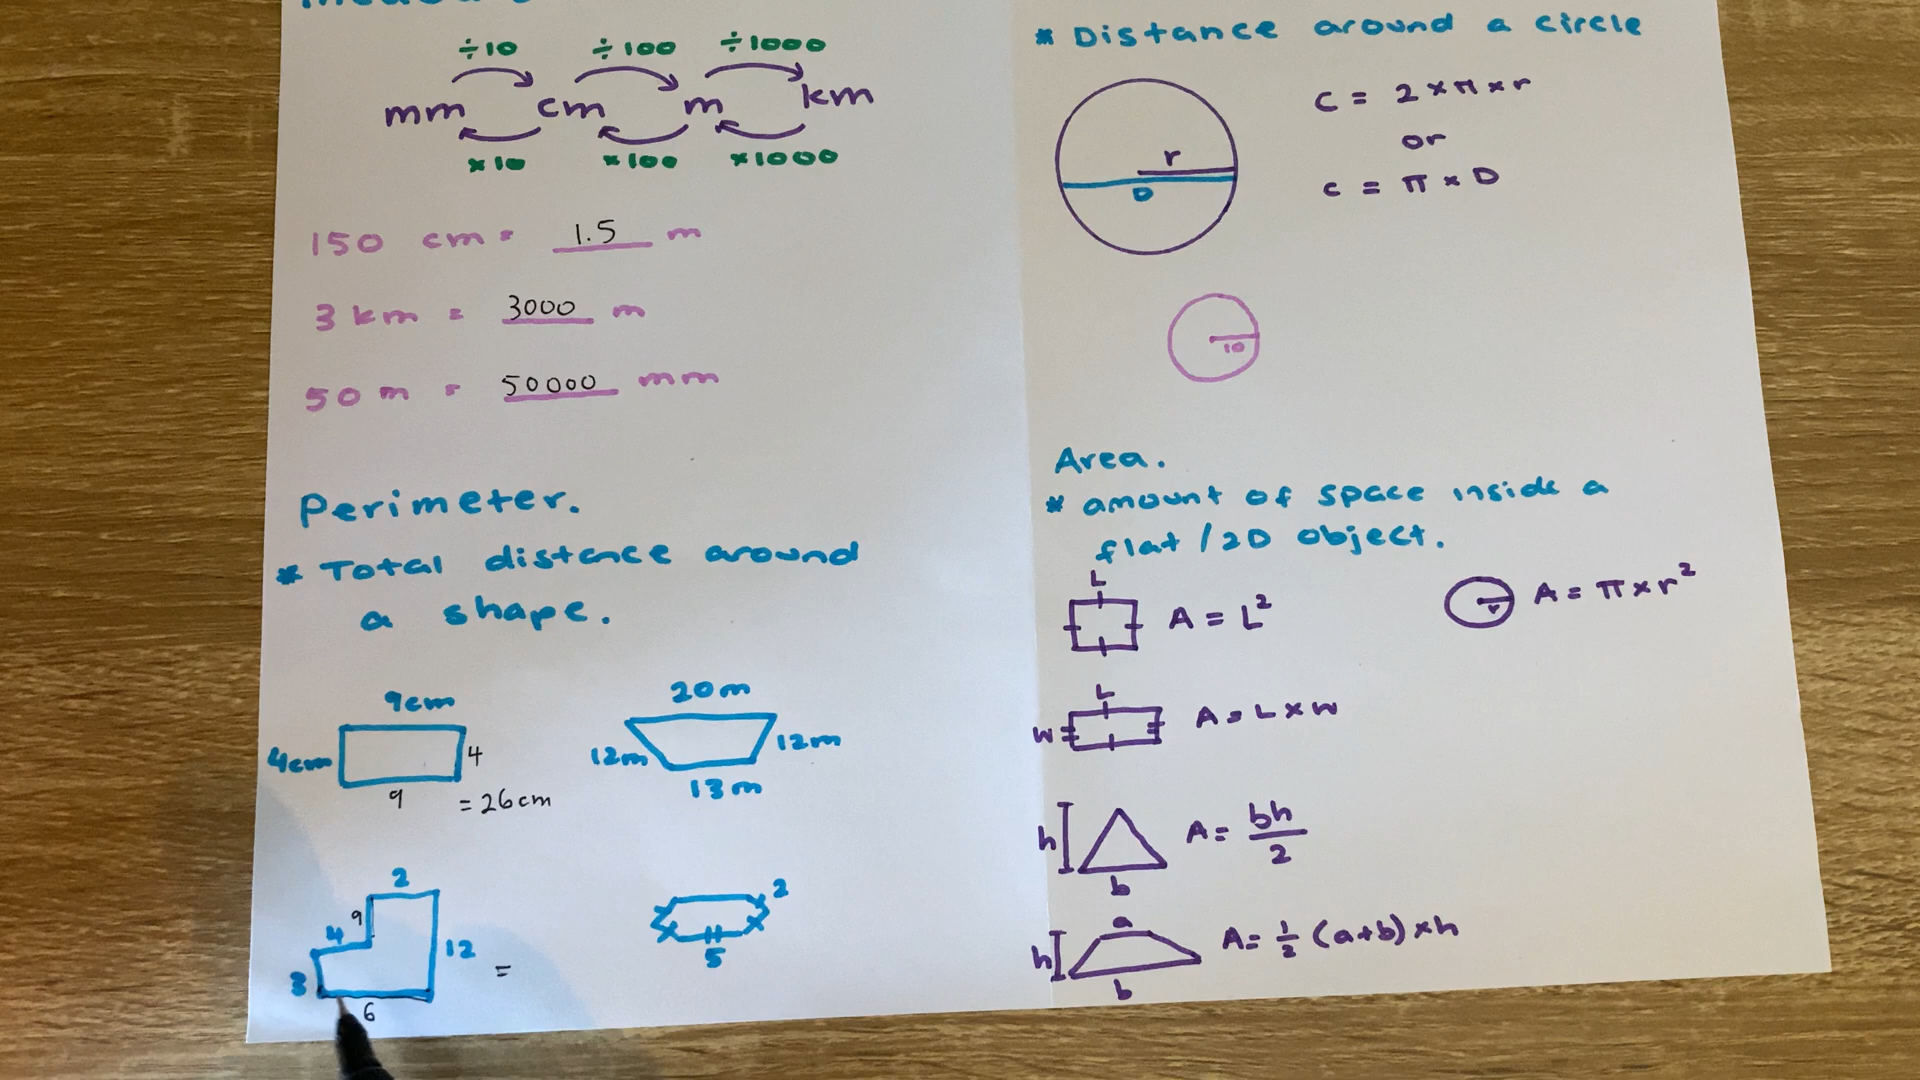 ÷10 ÷100 ÷1000
mm cm m km
×10 ×100 ×1000
150 cm = 1.5 m
3 km = 3000 m
50 m = 50000 mm
Perimeter.
* Total distance around
a shape.
9cm
4cm 4
9 = 26cm
20m
12m 12m
13m
2
9
4
12
3
6
=
2
5
* Distance around a circle
r
D
C = 2 × π × r
or
C = π × D
10
Area.
* amount of space inside a
flat / 2D object.
L
A = L²
r A = π × r²
L
W A = L × W
h A = bh/2
b
a
h A = ½ (a+b) × h
b